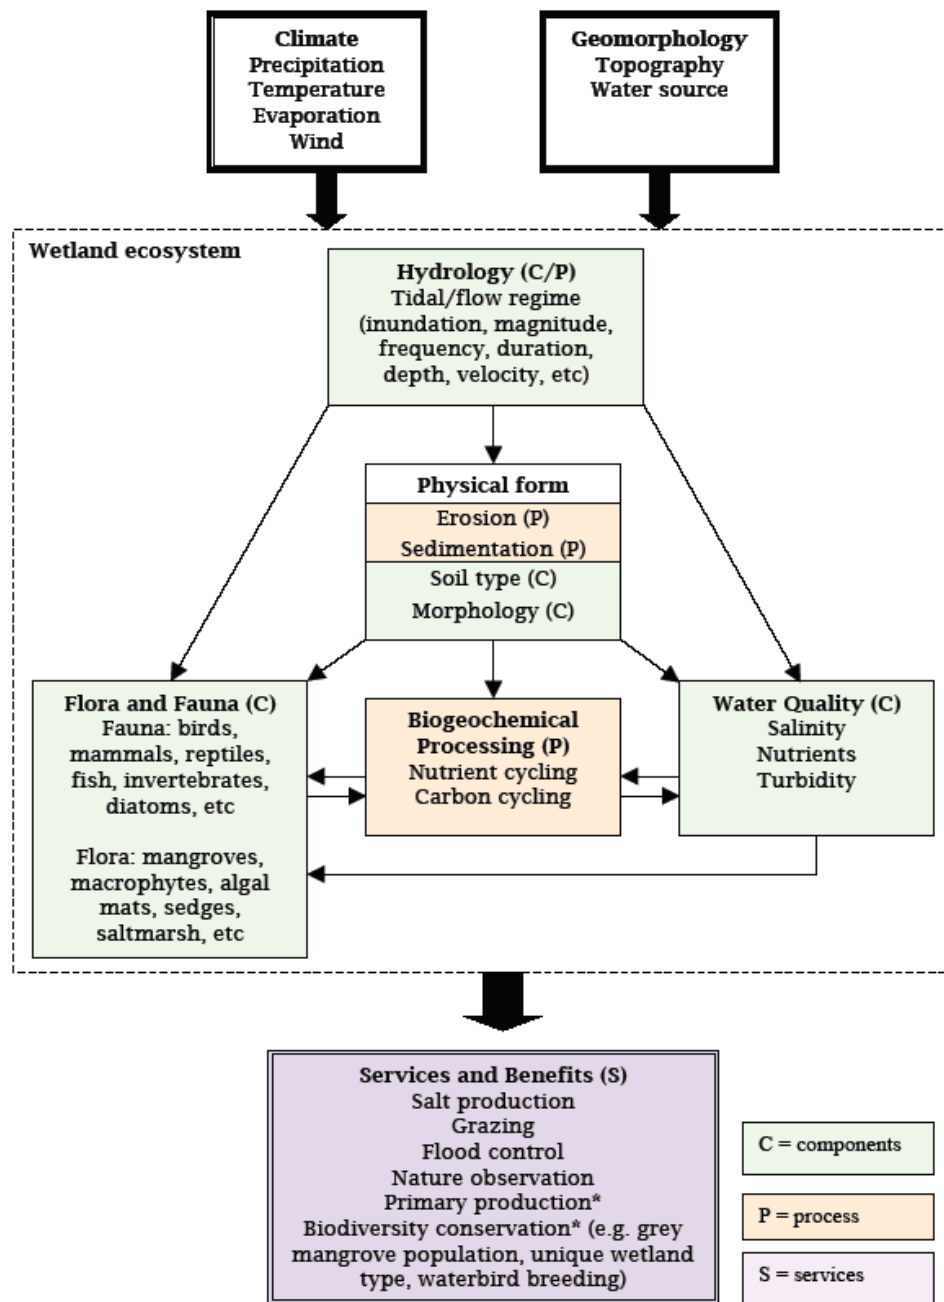 Climate
Precipitation
Temperature
Evaporation
Wind
Geomorphology
Topography
Water source
Wetland ecosystem
Hydrology (C/P)
Tidal/flow regime
(inundation, magnitude,
frequency, duration,
depth, velocity, etc)
Physical form
Erosion (P)
Sedimentation (P)
Soil type (C)
Morphology (C)
Flora and Fauna (C)
Fauna: birds,
mammals, reptiles,
fish, invertebrates,
diatoms, etc
Flora: mangroves,
macrophytes, algal
mats, sedges,
saltmarsh, etc
Biogeochemical
Processing (P)
Nutrient cycling
Carbon cycling
Water Quality (C)
Salinity
Nutrients
Turbidity
Services and Benefits (S)
Salt production
Grazing
Flood control
Nature observation
Primary production*
Biodiversity conservation* (e.g. grey
mangrove population, unique wetland
type, waterbird breeding)
C = components
P = process
S = services